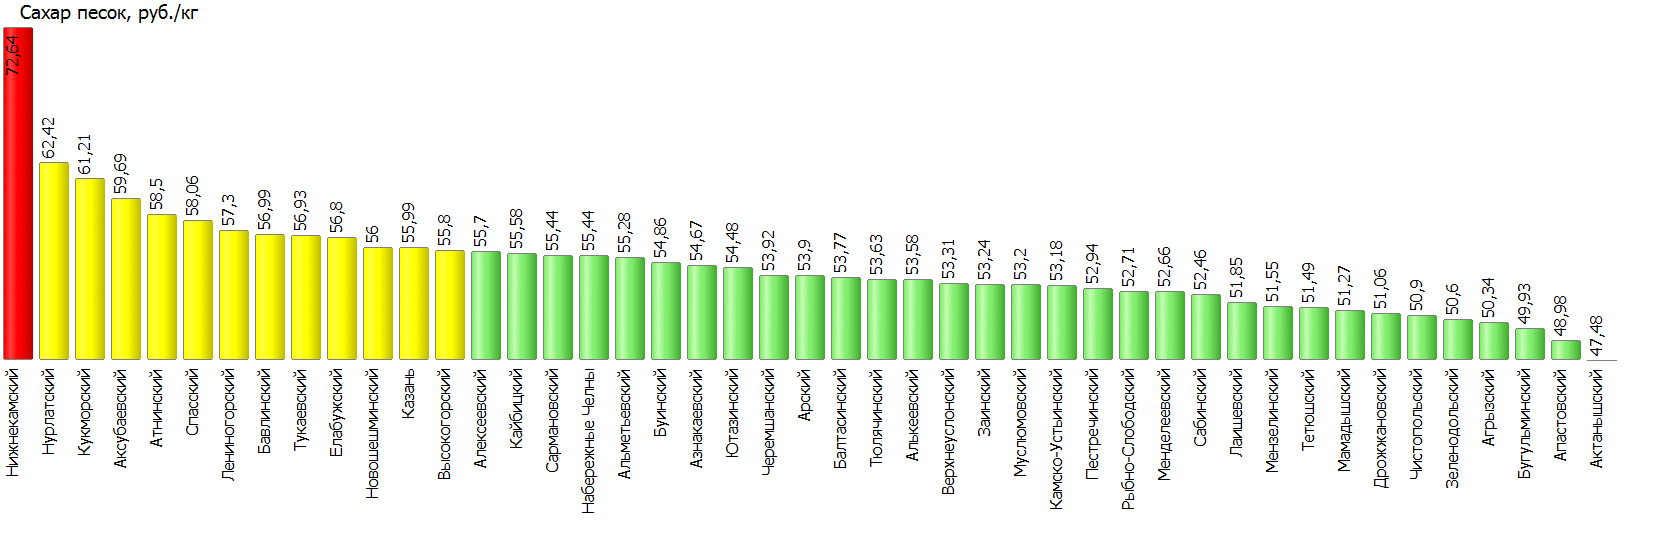 Сахар песок, руб./кг
72,64
62,42
61,21
59,69
58,5
58,06
57,3
56,99
56,93
56,8
56
55,99
55,8
55,7
55,58
55,44
55,44
55,28
54,86
54,67
54,48
53,92
53,9
53,77
53,63
53,58
53,31
53,24
53,2
53,18
52,94
52,71
52,66
52,46
51,85
51,55
51,49
51,27
51,06
50,9
50,6
50,34
49,93
48,98
47,48
Нижнекамский
Нурлатский
Кукморский
Аксубаевский
Атнинский
Спасский
Лениногорский
Бавлинский
Тукаевский
Елабужский
Новошешминский
Казань
Высокогорский
Алексеевский
Кайбицкий
Сармановский
Набережные Челны
Альметьевский
Буинский
Азнакаевский
Ютазинский
Черемшанский
Арский
Балтасинский
Тюлячинский
Алькеевский
Верхнеуслонский
Заинский
Муслюмовский
Камско-Устьинский
Пестречинский
Рыбно-Слободский
Менделеевский
Сабинский
Лаишевский
Мензелинский
Тетюшский
Мамадышский
Дрожжановский
Чистопольский
Зеленодольский
Агрызский
Бугульминский
Апастовский
Актанышский